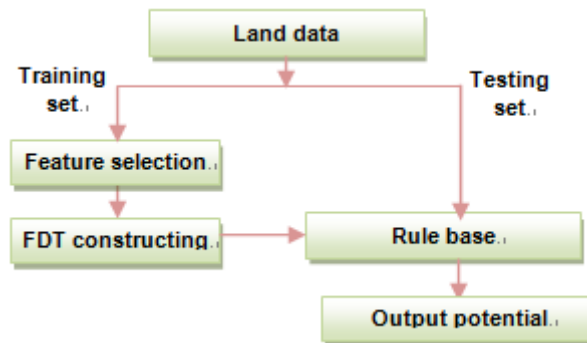 Land data
Training
set
Testing
set
Feature selection
FDT constructing
Rule base
Output potential